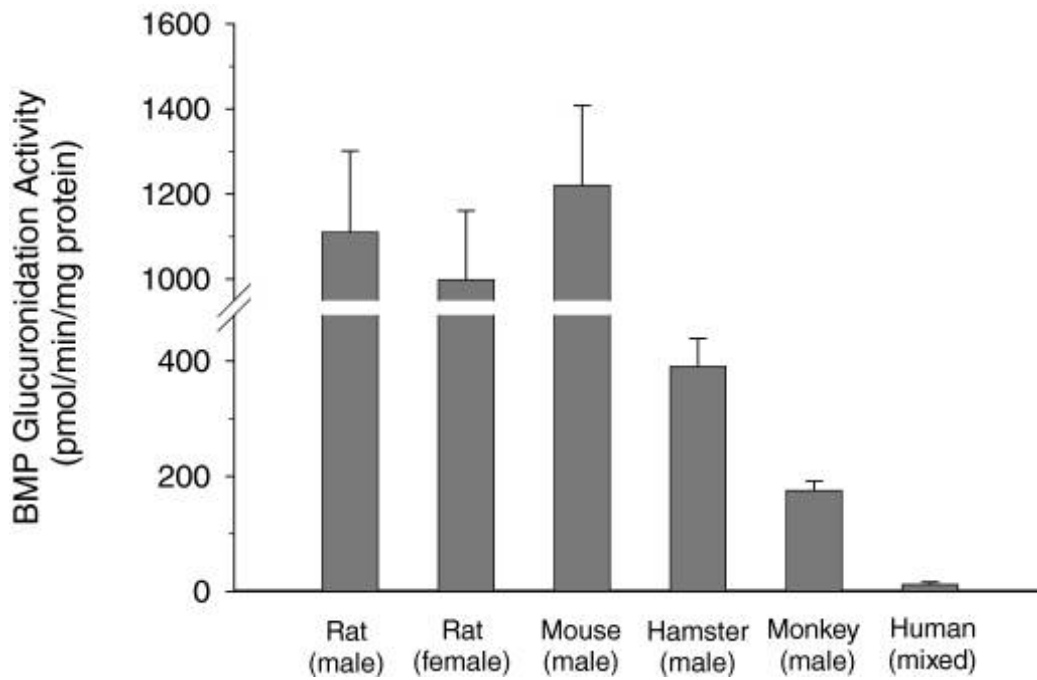 BMP Glucuronidation Activity
(pmol/min/mg protein)
1600
1400
1200
1000
400
200
0
Rat
(male)
Rat
(female)
Mouse
(male)
Hamster
(male)
Monkey
(male)
Human
(mixed)